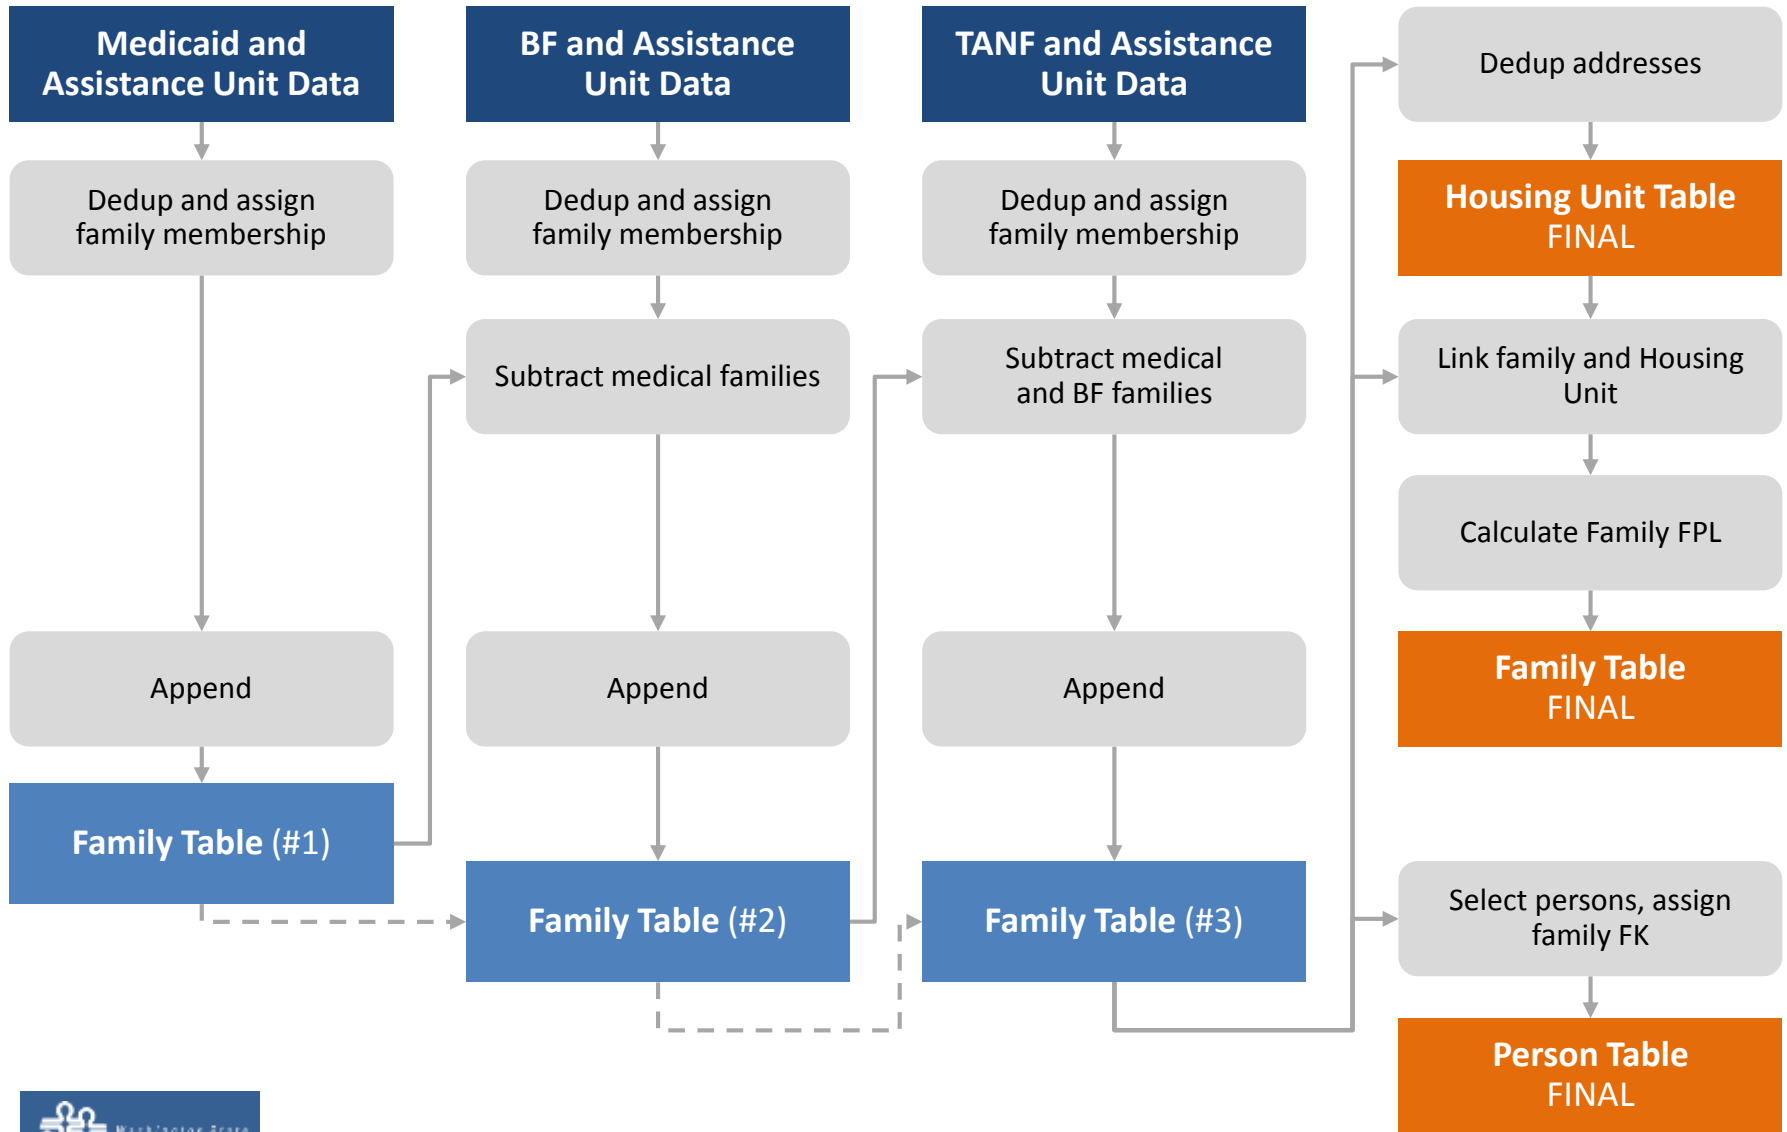 Medicaid and
Assistance Unit Data
Dedup and assign
family membership
Append
Family Table (#1)
BF and Assistance
Unit Data
Dedup and assign
family membership
Subtract medical families
Append
Family Table (#2)
TANF and Assistance
Unit Data
Dedup and assign
family membership
Subtract medical
and BF families
Append
Family Table (#3)
Dedup addresses
Housing Unit Table
FINAL
Link family and Housing
Unit
Calculate Family FPL
Family Table
FINAL
Select persons, assign
family FK
Person Table
FINAL
Washington State